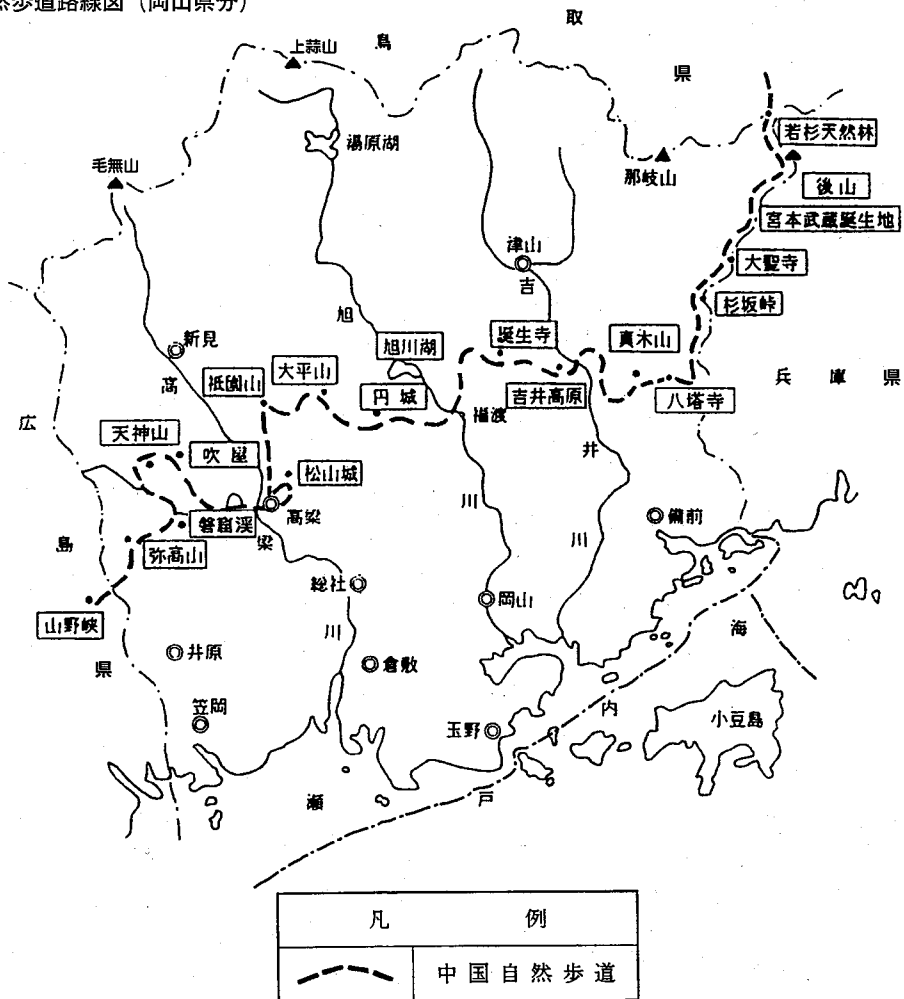 然歩道路線図（岡山県分）
鳥
取
県
上蒜山
湯原湖
毛無山
那岐山
若杉天然林
後山
宮本武蔵誕生地
大聖寺
杉坂峠
津山
吉
井
川
旭
川
旭川湖
誕生寺
真木山
新見
高
梁
川
祇園山
大平山
円城
福渡
吉井高原
八塔寺
兵庫県
広
島
県
天神山
吹屋
松山城
高梁
磐窟渓
弥高山
山野峡
備前
総社
岡山
井原
倉敷
笠岡
玉野
小豆島
瀬
戸
内
海
凡例
中国自然歩道